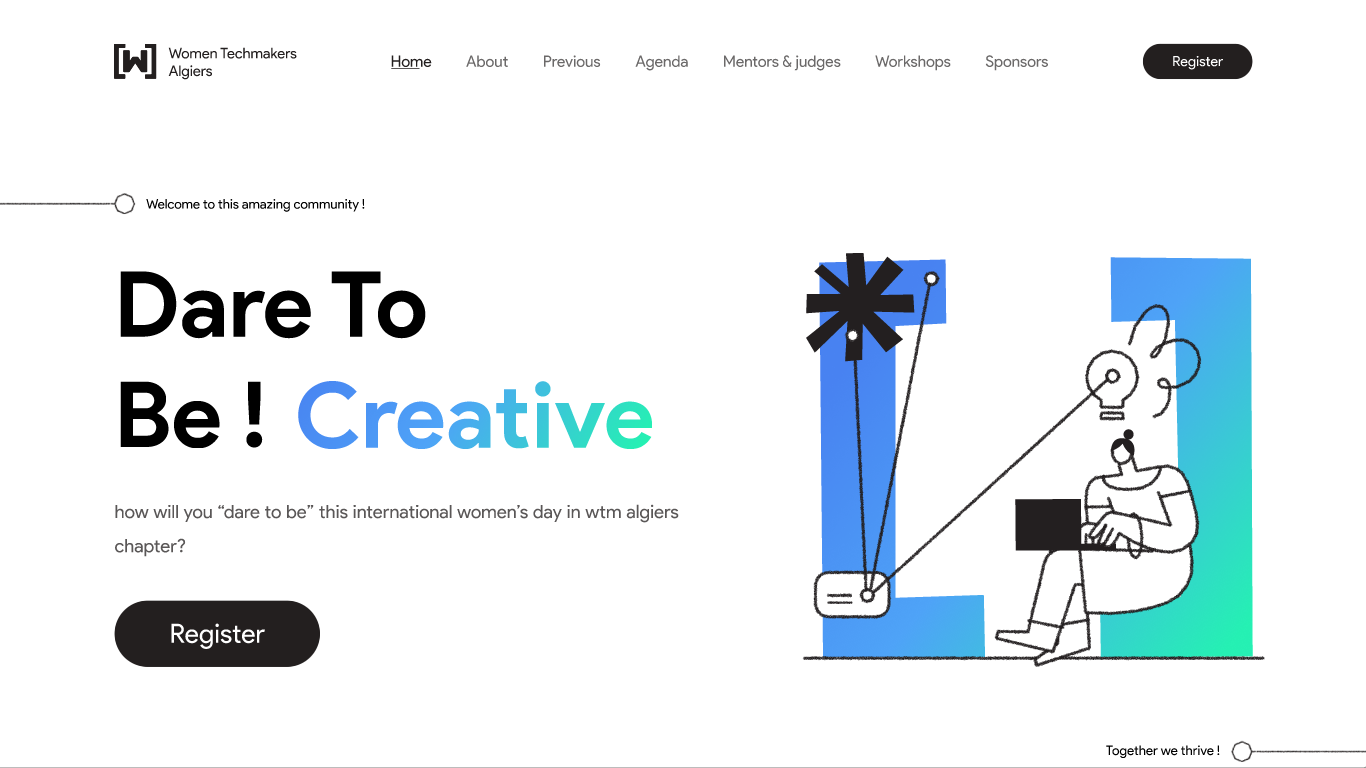 [W] Women Techmakers
Algiers
Home About Previous Agenda Mentors & judges Workshops Sponsors
Register
Welcome to this amazing community !
Dare To
Be ! Creative
how will you “dare to be” this international women’s day in wtm algiers
chapter?
Register
Together we thrive !